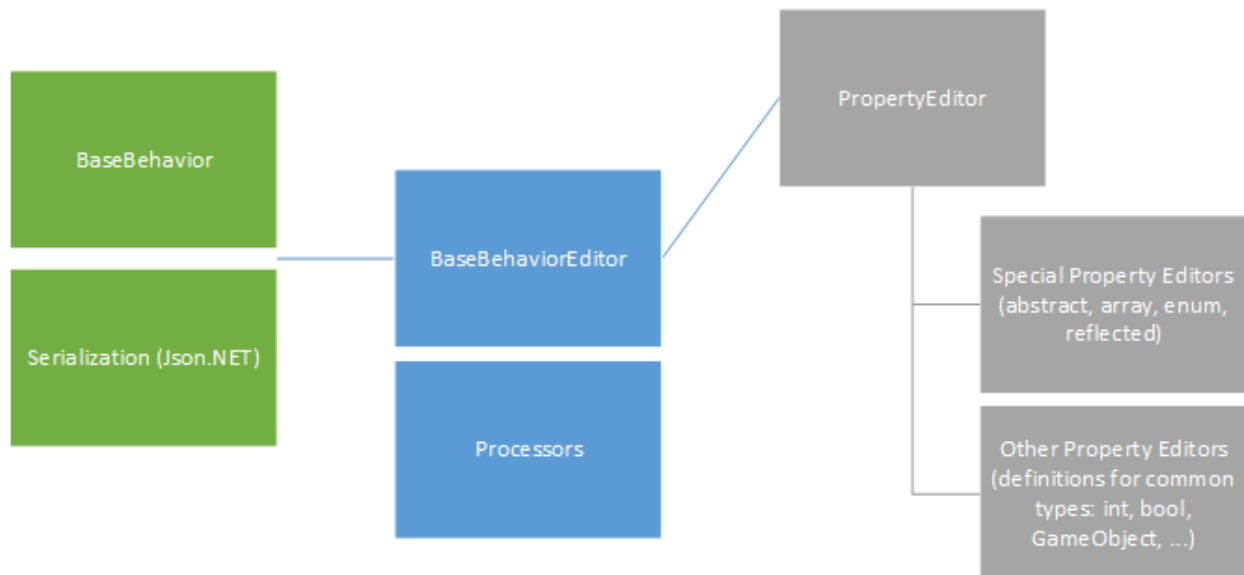 BaseBehavior
Serialization (Json.NET)
BaseBehaviorEditor
Processors
PropertyEditor
Special Property Editors
(abstract, array, enum,
reflected)
Other Property Editors
(definitions for common
types: int, bool,
GameObject, ...)